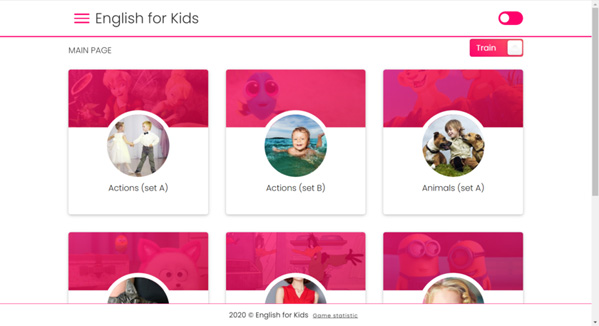 English for Kids
MAIN PAGE
Train
Actions (set A)
Actions (set B)
Animals (set A)
2020 © English for Kids Game statistic